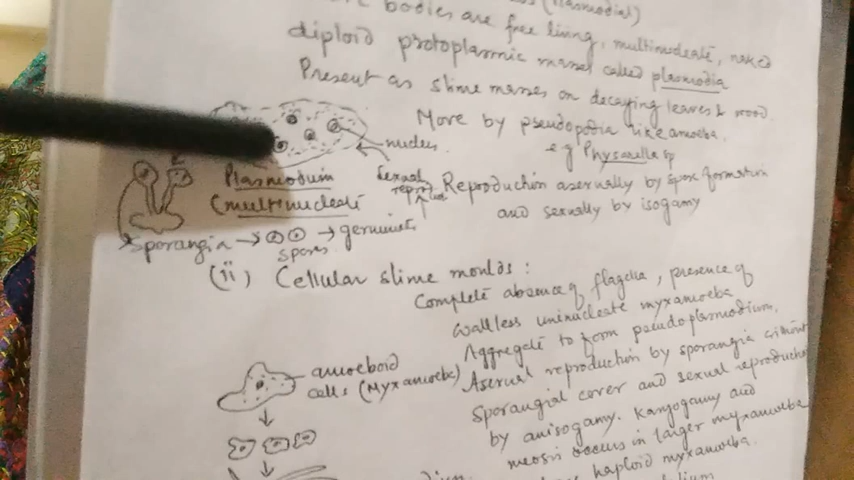 bodies are free living, multinucleate, naked
diploid protoplasmic masses called plasmodia
Present as slime masses on decaying leaves & wood.
Move by pseudopodia like amoeba.
nucleus
e.g Physarella sp
Plasmodium
(multinucleate
Sexual
Reproduction asexually by spore formation
and sexually by isogamy
Sporangia → → germinates
spores
(ii) Cellular slime moulds :
Complete absence of flagella, presence of
wallless uninucleate myxamoeba
Aggregate to form pseudoplasmodium.
amoeboid
cells (Myxamoeba)
Asexual reproduction by sporangia without
sporangial cover and sexual reproduction
by anisogamy. Karyogamy and
meosis occurs in larger myxamoeba
haploid myxamoeba.